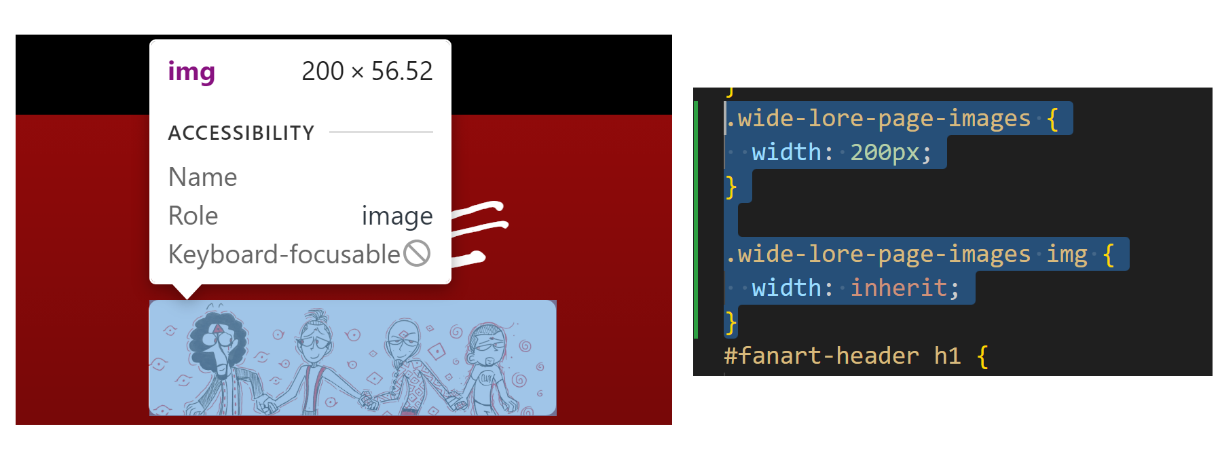 img 200 × 56.52
ACCESSIBILITY
Name
Role image
Keyboard-focusable
}
.wide-lore-page-images {
  width: 200px;
}

.wide-lore-page-images img {
  width: inherit;
}
#fanart-header h1 {